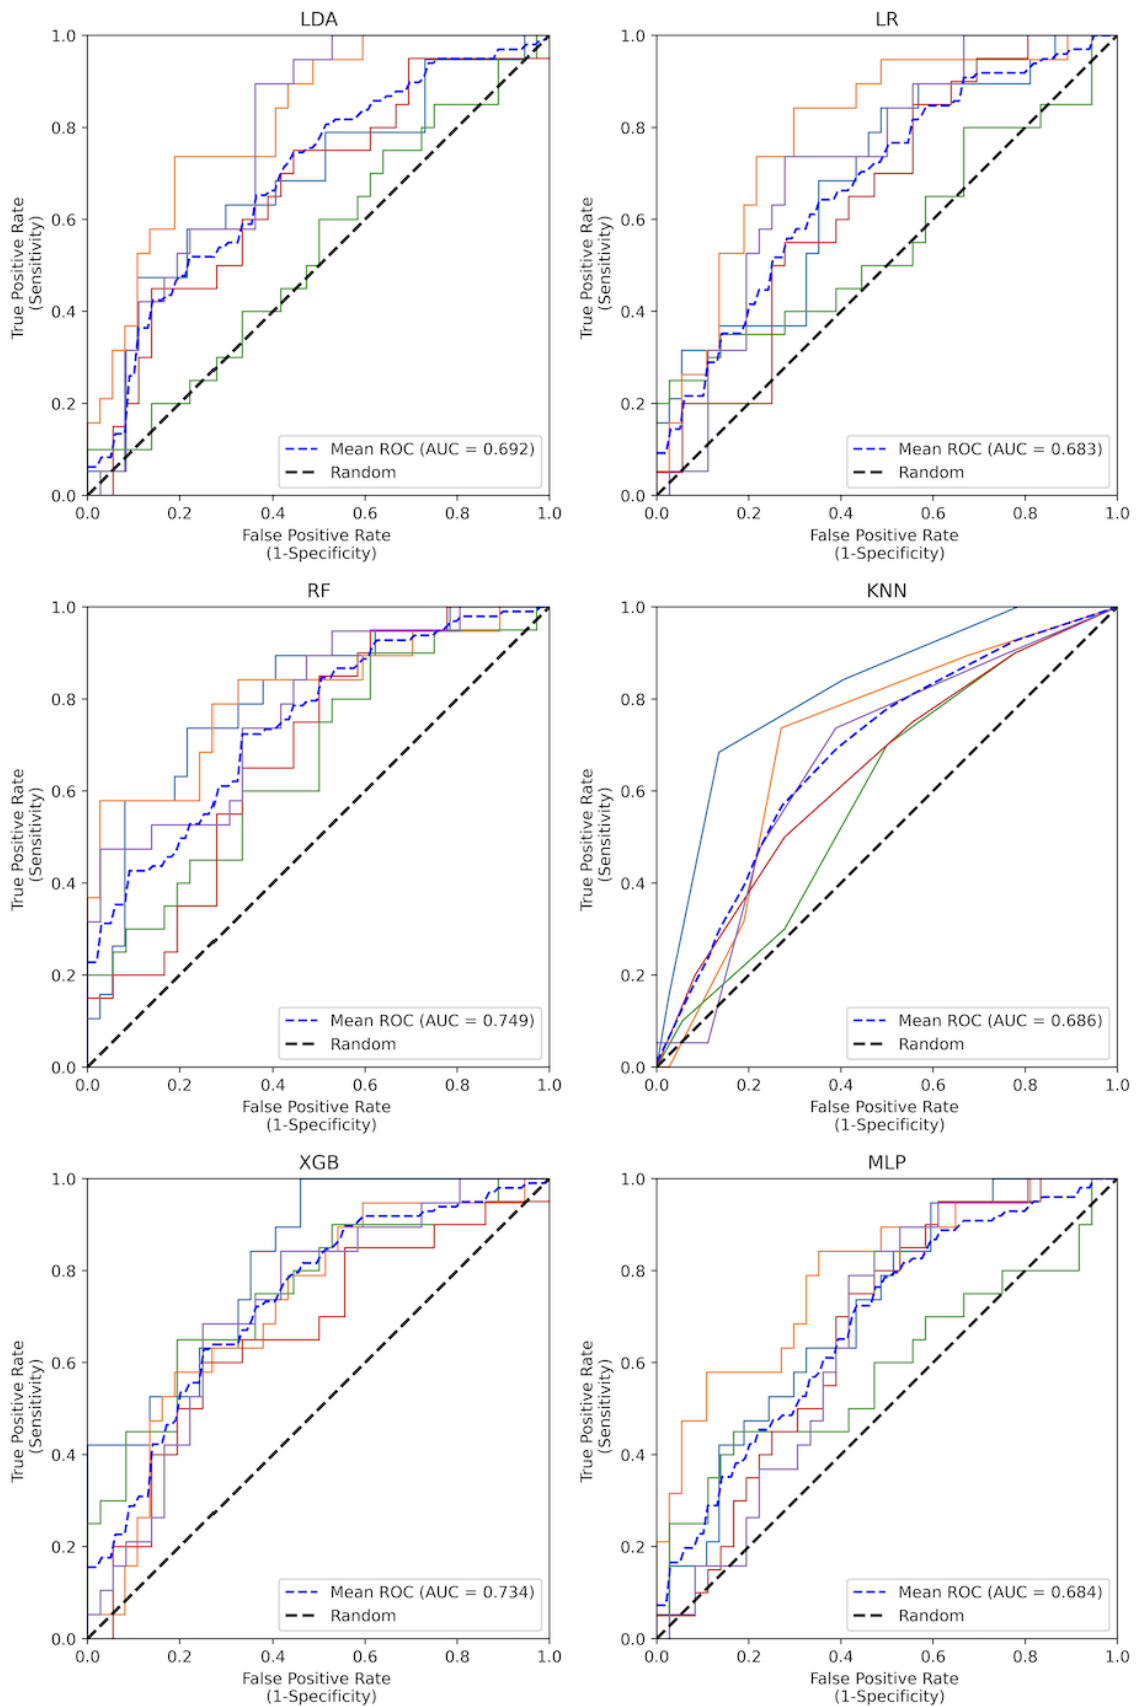 LDA
1.0
0.8
0.6
0.4
0.2
0.0
True Positive Rate
(Sensitivity)
Mean ROC (AUC = 0.692)
Random
0.0 0.2 0.4 0.6 0.8 1.0
False Positive Rate
(1-Specificity)
LR
1.0
0.8
0.6
0.4
0.2
0.0
True Positive Rate
(Sensitivity)
Mean ROC (AUC = 0.683)
Random
0.0 0.2 0.4 0.6 0.8 1.0
False Positive Rate
(1-Specificity)
RF
1.0
0.8
0.6
0.4
0.2
0.0
True Positive Rate
(Sensitivity)
Mean ROC (AUC = 0.749)
Random
0.0 0.2 0.4 0.6 0.8 1.0
False Positive Rate
(1-Specificity)
KNN
1.0
0.8
0.6
0.4
0.2
0.0
True Positive Rate
(Sensitivity)
Mean ROC (AUC = 0.686)
Random
0.0 0.2 0.4 0.6 0.8 1.0
False Positive Rate
(1-Specificity)
XGB
1.0
0.8
0.6
0.4
0.2
0.0
True Positive Rate
(Sensitivity)
Mean ROC (AUC = 0.734)
Random
0.0 0.2 0.4 0.6 0.8 1.0
False Positive Rate
(1-Specificity)
MLP
1.0
0.8
0.6
0.4
0.2
0.0
True Positive Rate
(Sensitivity)
Mean ROC (AUC = 0.684)
Random
0.0 0.2 0.4 0.6 0.8 1.0
False Positive Rate
(1-Specificity)